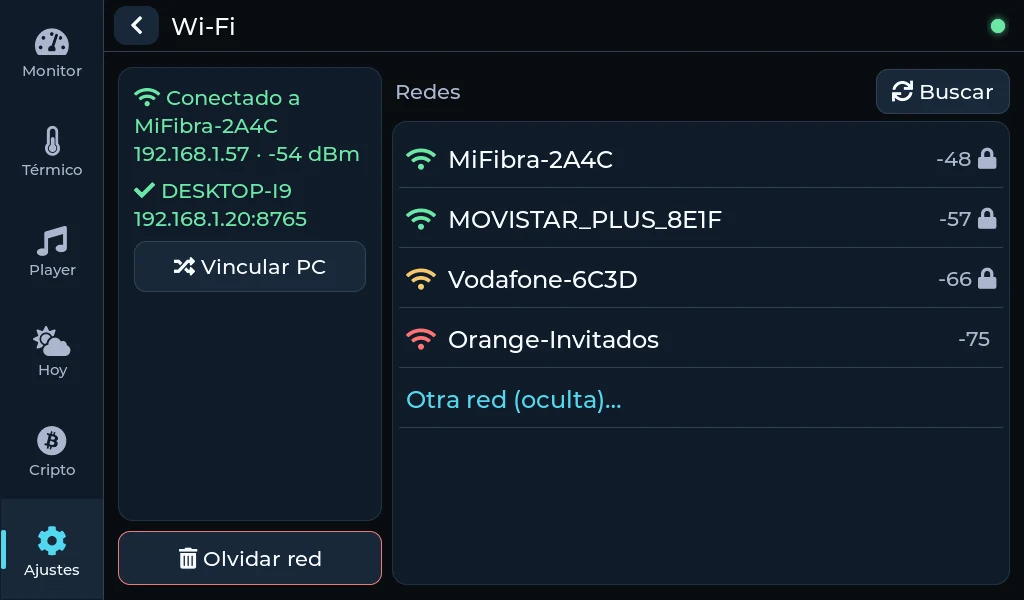 Monitor
Térmico
Player
Hoy
Cripto
Ajustes
Wi-Fi
Conectado a
MiFibra-2A4C
192.168.1.57 · -54 dBm
DESKTOP-I9
192.168.1.20:8765
Vincular PC
Olvidar red
Redes
Buscar
MiFibra-2A4C -48
MOVISTAR_PLUS_8E1F -57
Vodafone-6C3D -66
Orange-Invitados -75
Otra red (oculta)...